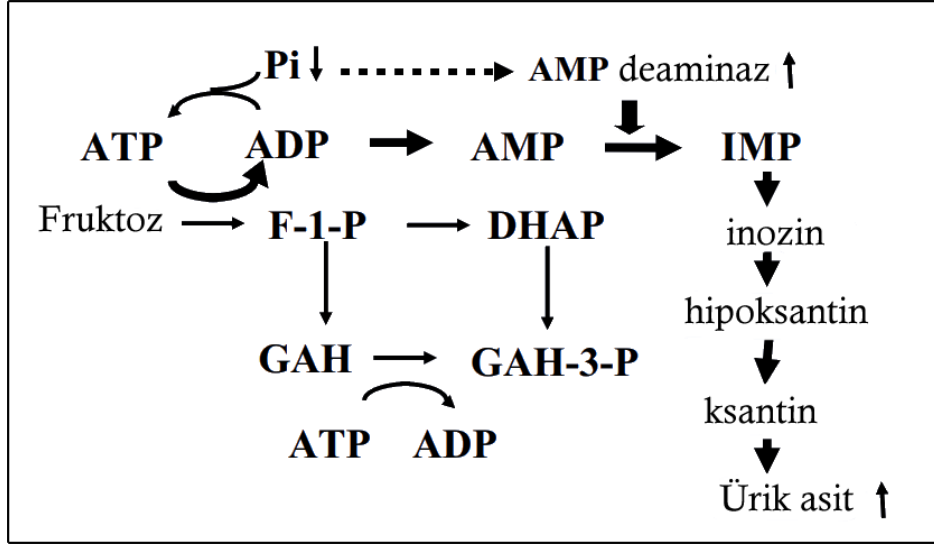 Pi AMP deaminaz
ATP ADP AMP IMP
Fruktoz F-1-P DHAP inozin
hipoksantin
GAH GAH-3-P
ksantin
ATP ADP
Ürik asit